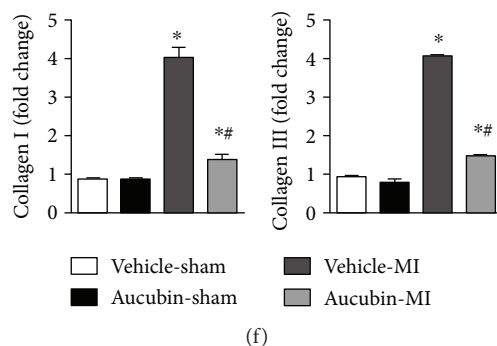 Collagen I (fold change)
5
4
3
2
1
0
*
*#
Collagen III (fold change)
5
4
3
2
1
0
*
*#
Vehicle-sham
Vehicle-MI
Aucubin-sham
Aucubin-MI
(f)